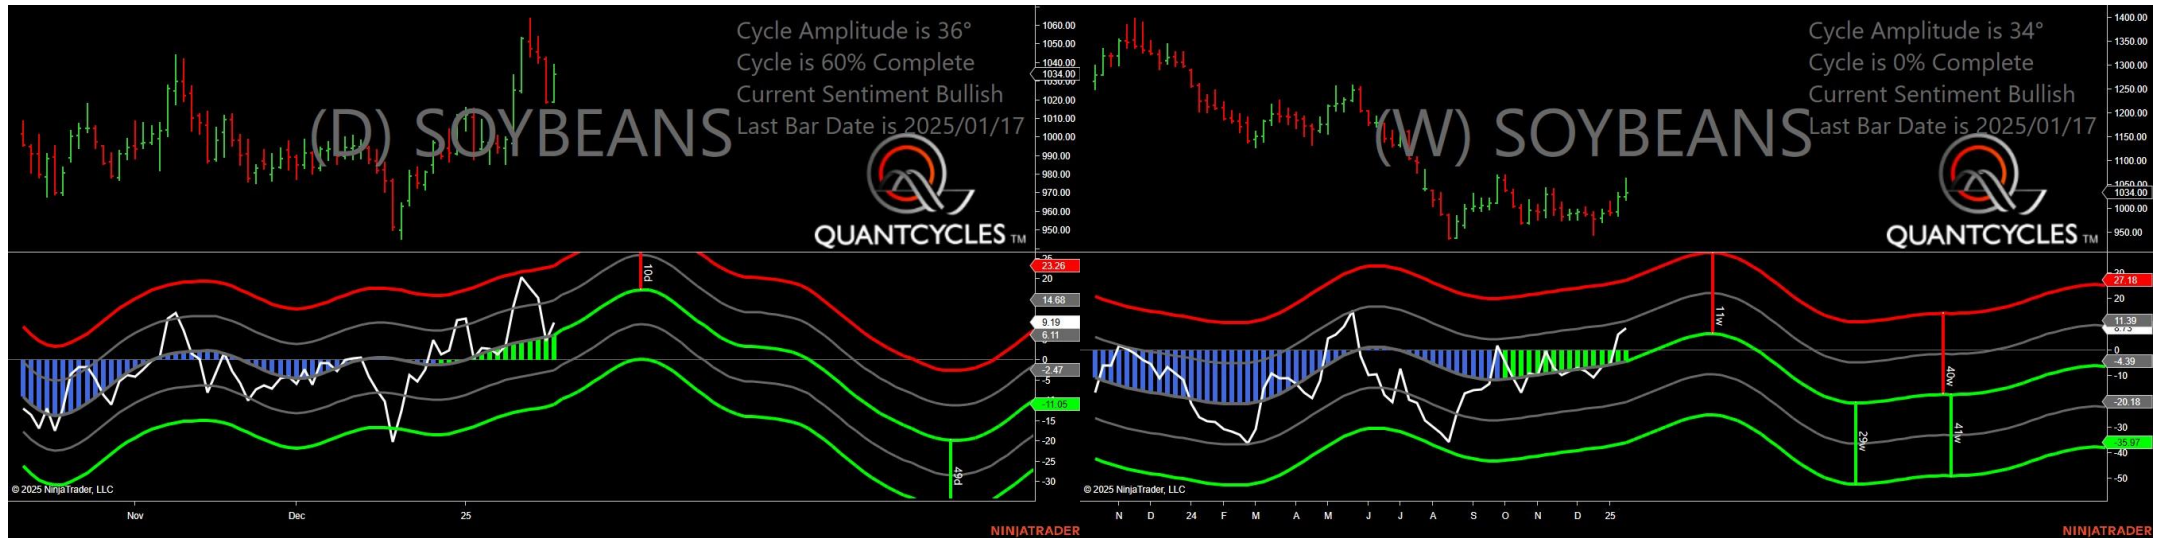 Cycle Amplitude is 36°
Cycle is 60% Complete
Current Sentiment Bullish
Last Bar Date is 2025/01/17
(D) SOYBEANS
QUANTCYCLES TM
1060.00
1050.00
1040.00
1034.00
1030.00
1020.00
1010.00
1000.00
990.00
980.00
970.00
960.00
950.00
25
23.26
20
14.68
9.19
6.11
0
-2.47
-5
-11.05
-15
-20
-25
-30
10d
49d
© 2025 NinjaTrader, LLC
Nov
Dec
25
NINJATRADER
Cycle Amplitude is 34°
Cycle is 0% Complete
Current Sentiment Bullish
Last Bar Date is 2025/01/17
(W) SOYBEANS
QUANTCYCLES TM
1400.00
1350.00
1300.00
1250.00
1200.00
1150.00
1100.00
1050.00
1034.00
1000.00
950.00
27.18
20
11.39
0
-4.39
-10
-20.18
-30
-35.97
-40
-50
11w
40w
29w
41w
© 2025 NinjaTrader, LLC
N D 24 F M A M J J A S O N D 25
NINJATRADER